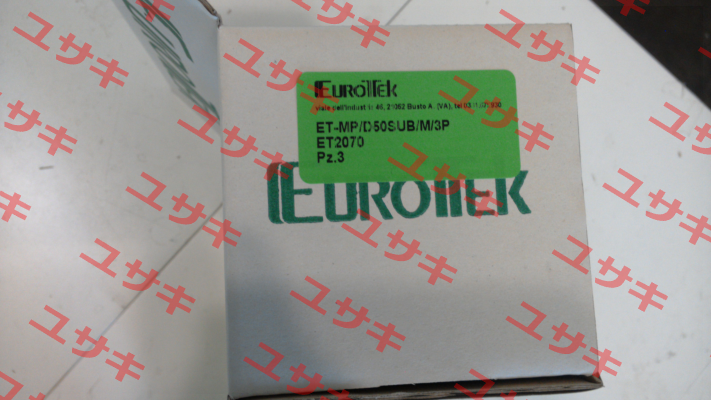 EUROTEK
ET-MP/D50SUB/M/3P
ET2070
Pz.3
EUROTEK
ユサキ